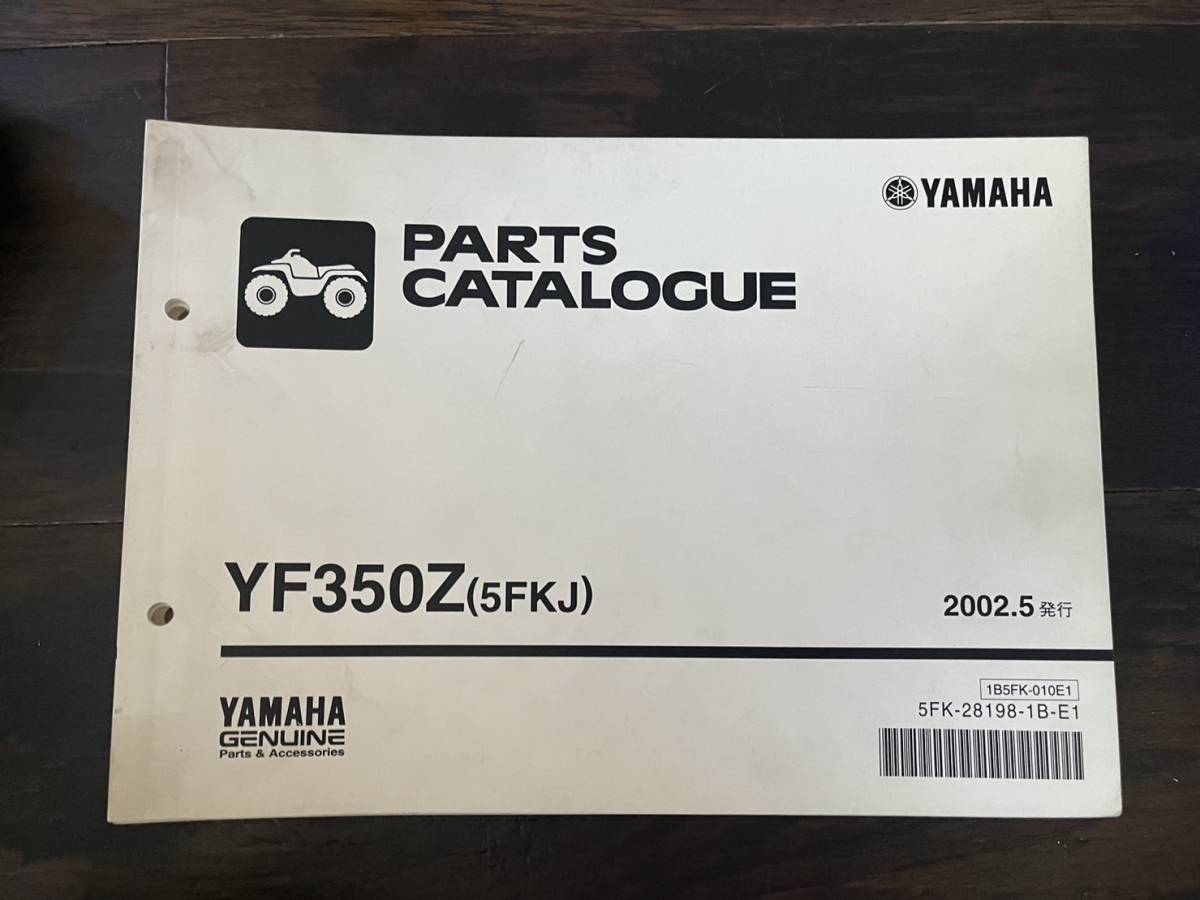 YAMAHA
PARTS
CATALOGUE
YF350Z(5FKJ)
2002.5 発行
1B5FK-010E1
5FK-28198-1B-E1
YAMAHA
GENUINE
Parts & Accessories